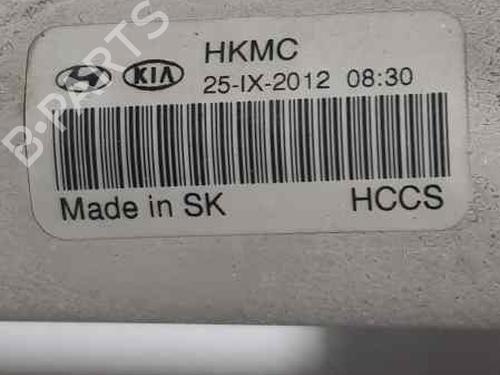 HKMC
KIA 25-IX-2012 08:30
Made in SK HCCS
B-PARTS